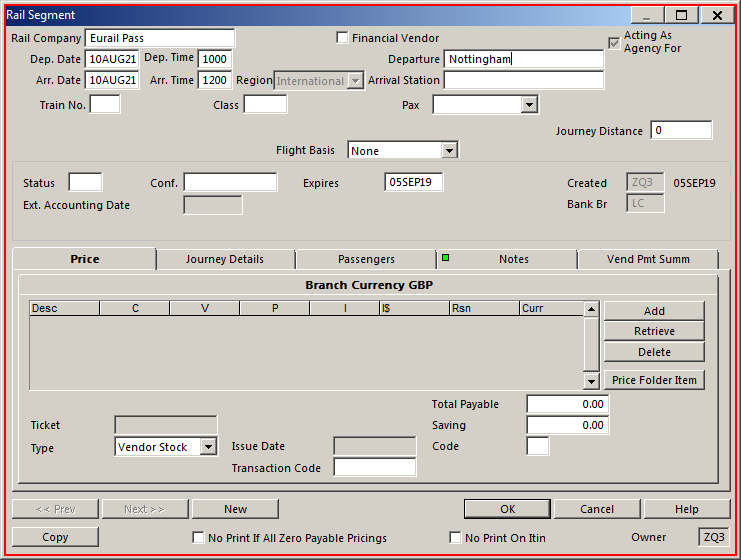 Rail Segment
Rail Company Eurail Pass Financial Vendor Acting As Agency For
Dep. Date 10AUG21 Dep. Time 1000 Departure Nottingham
Arr. Date 10AUG21 Arr. Time 1200 Region International Arrival Station
Train No. Class Pax
Journey Distance 0
Flight Basis None
Status Conf. Expires 05SEP19 Created ZQ3 05SEP19
Ext. Accounting Date Bank Br LC
Price Journey Details Passengers Notes Vend Pmt Summ
Branch Currency GBP
Desc C V P I I$ Rsn Curr
Add
Retrieve
Delete
Price Folder Item
Total Payable 0.00
Ticket Saving 0.00
Type Vendor Stock Issue Date Code
Transaction Code
<< Prev Next >> New OK Cancel Help
Copy No Print If All Zero Payable Pricings No Print On Itin Owner ZQ3